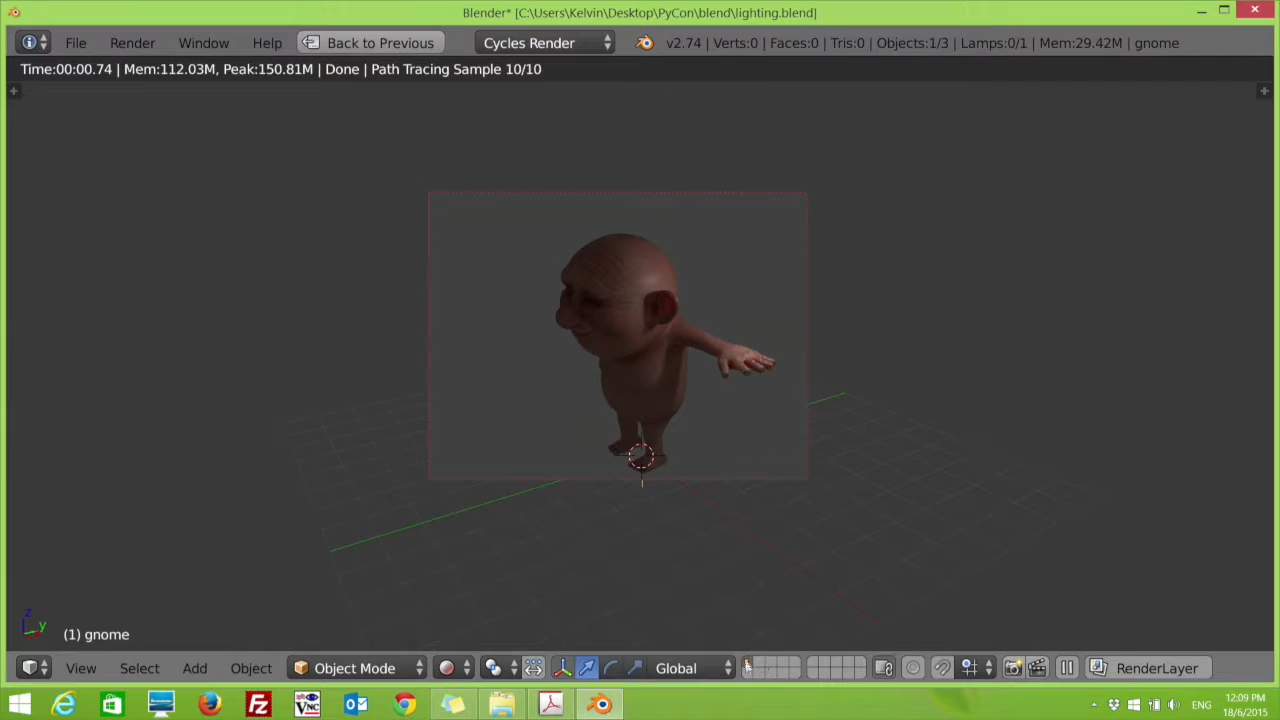 Blender* [C:\Users\Kelvin\Desktop\PyCon\blend\lighting.blend]
File Render Window Help Back to Previous Cycles Render v2.74 | Verts:0 | Faces:0 | Tris:0 | Objects:1/3 | Lamps:0/1 | Mem:29.42M | gnome
Time:00:00.74 | Mem:112.03M, Peak:150.81M | Done | Path Tracing Sample 10/10
z
y
(1) gnome
View Select Add Object Object Mode Global RenderLayer
ENG
12:09 PM
18/6/2015